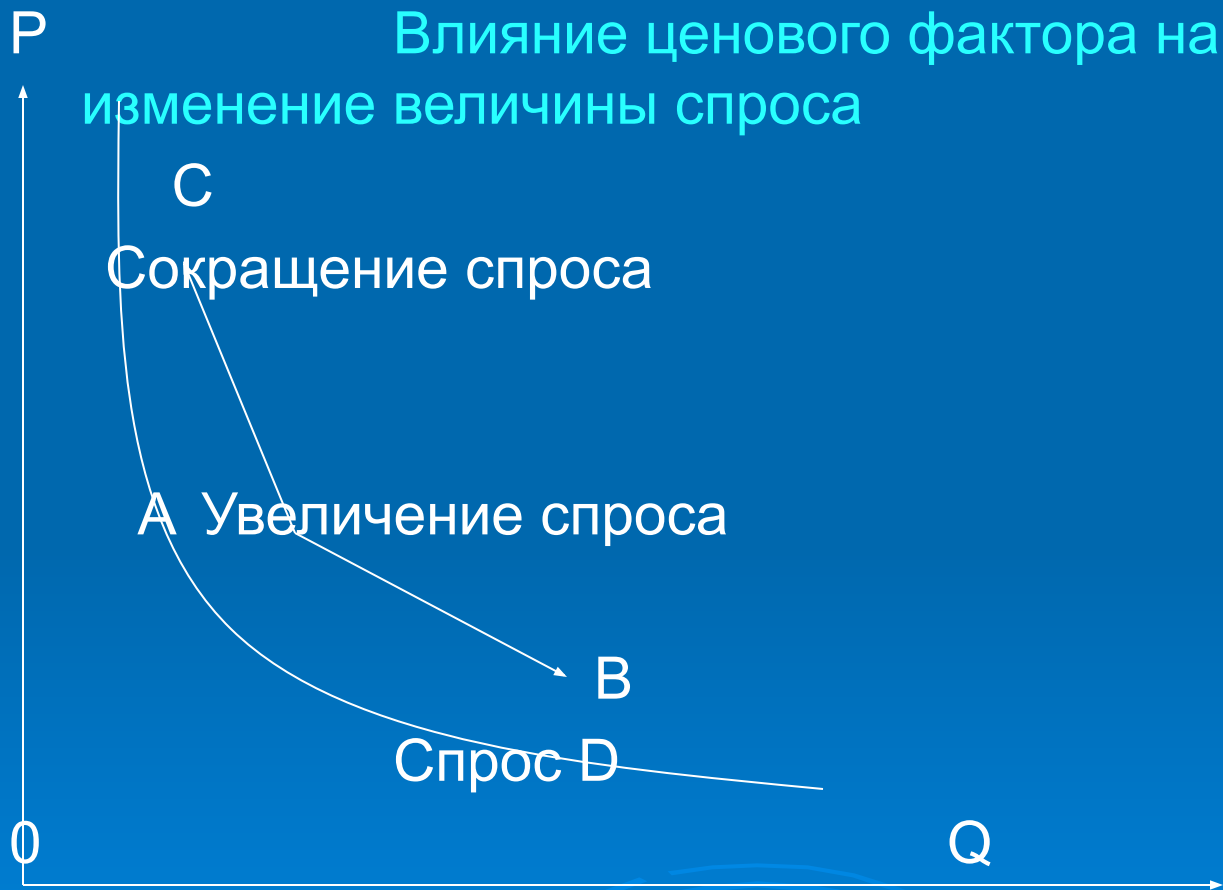 P Влияние ценового фактора на
изменение величины спроса
C
Сокращение спроса
A Увеличение спроса
B
Спрос D
0 Q